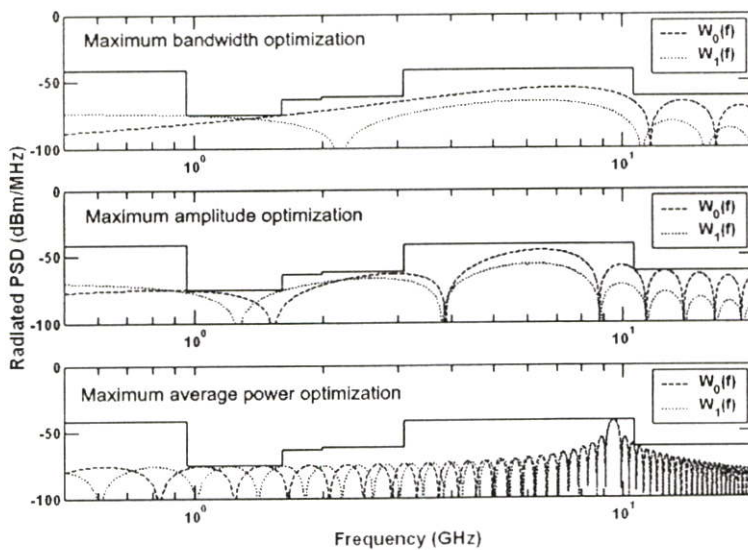 Maximum bandwidth optimization
W0(f)
W1(f)
0
-50
-100
10^0
10^1
Maximum amplitude optimization
W0(f)
W1(f)
0
-50
-100
10^0
10^1
Maximum average power optimization
W0(f)
W1(f)
0
-50
-100
10^0
10^1
Radiated PSD (dBm/MHz)
Frequency (GHz)